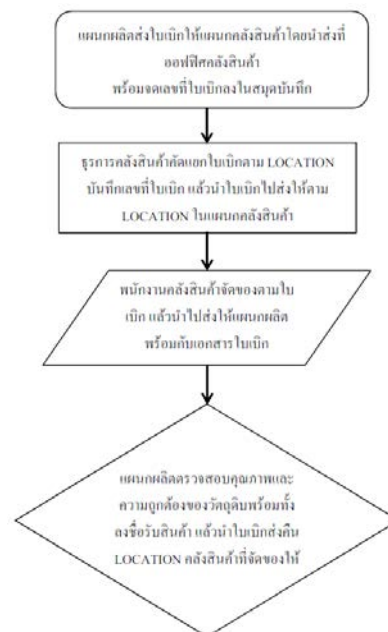 แผนกผลิตส่งใบเบิกให้แผนกคลังสินค้าโดยนำส่งที่
ออฟฟิศคลังสินค้า
พร้อมจดเลขที่ใบเบิกลงในสมุดบันทึก
ธุรการคลังสินค้าคัดแยกใบเบิกตาม LOCATION
บันทึกเลขที่ใบเบิก แล้วนำใบเบิกไปส่งให้ตาม
LOCATION ในแผนกคลังสินค้า
พนักงานคลังสินค้าจัดของตามใบ
เบิก แล้วนำไปส่งให้แผนกผลิต
พร้อมกับเอกสารใบเบิก
แผนกผลิตตรวจสอบคุณภาพและ
ความถูกต้องของวัตถุดิบพร้อมทั้ง
ลงชื่อรับสินค้า แล้วนำใบเบิกส่งคืน
LOCATION คลังสินค้าที่จัดของให้